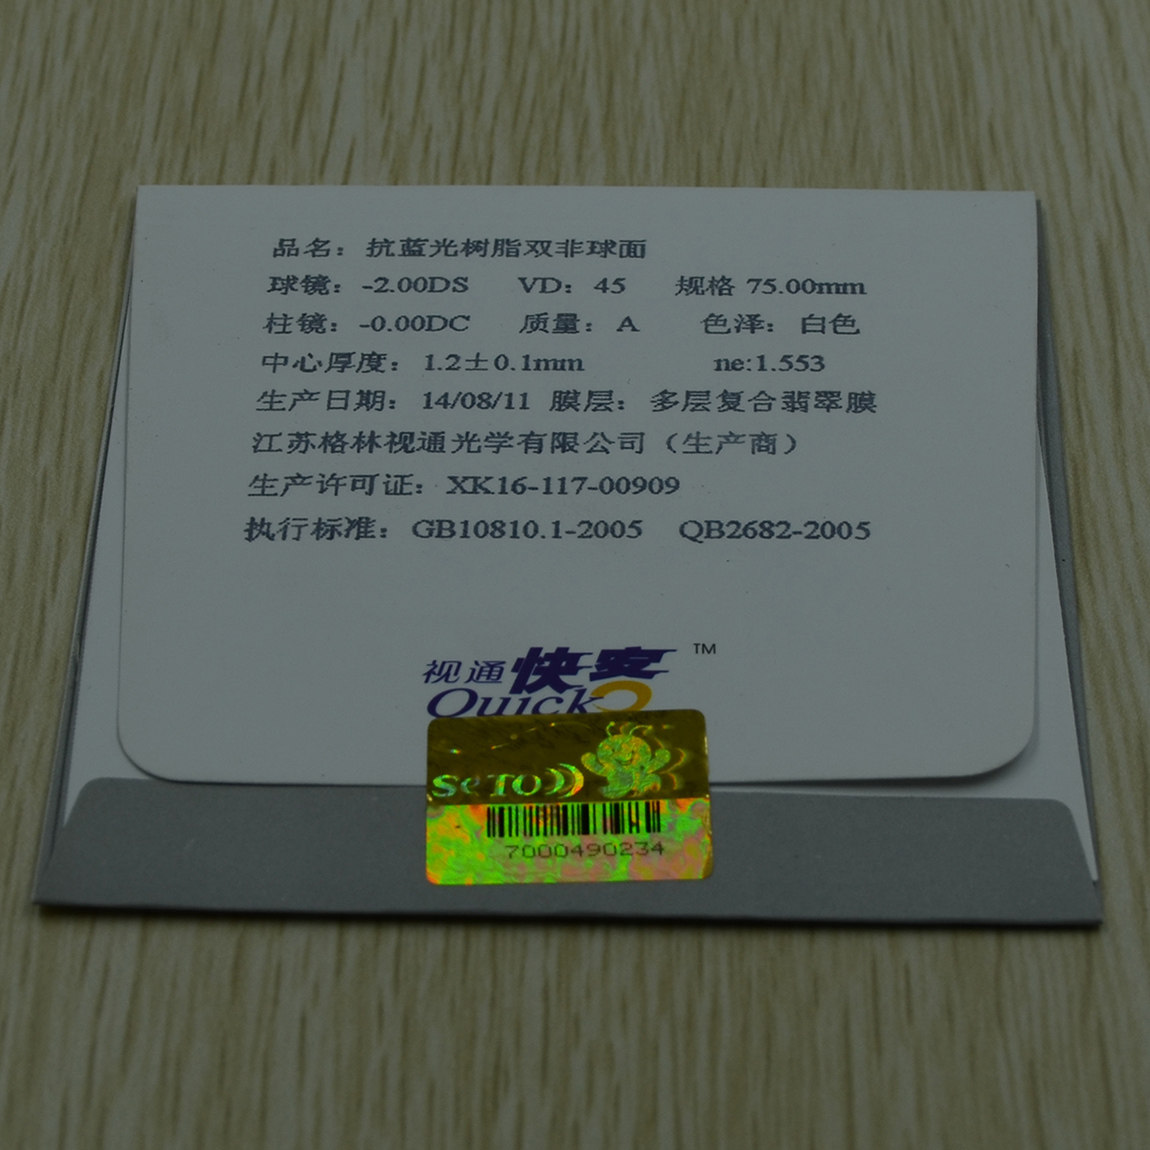 品名：抗蓝光树脂双非球面
球镜：-2.00DS VD：45 规格 75.00mm
柱镜：-0.00DC 质量：A 色泽：白色
中心厚度：1.2±0.1mm ne:1.553
生产日期：14/08/11 膜层：多层复合翡翠膜
江苏格林视通光学有限公司（生产商）
生产许可证：XK16-117-00909
执行标准：GB10810.1-2005 QB2682-2005
视通快客 TM
Quick
SeTO
7000490234